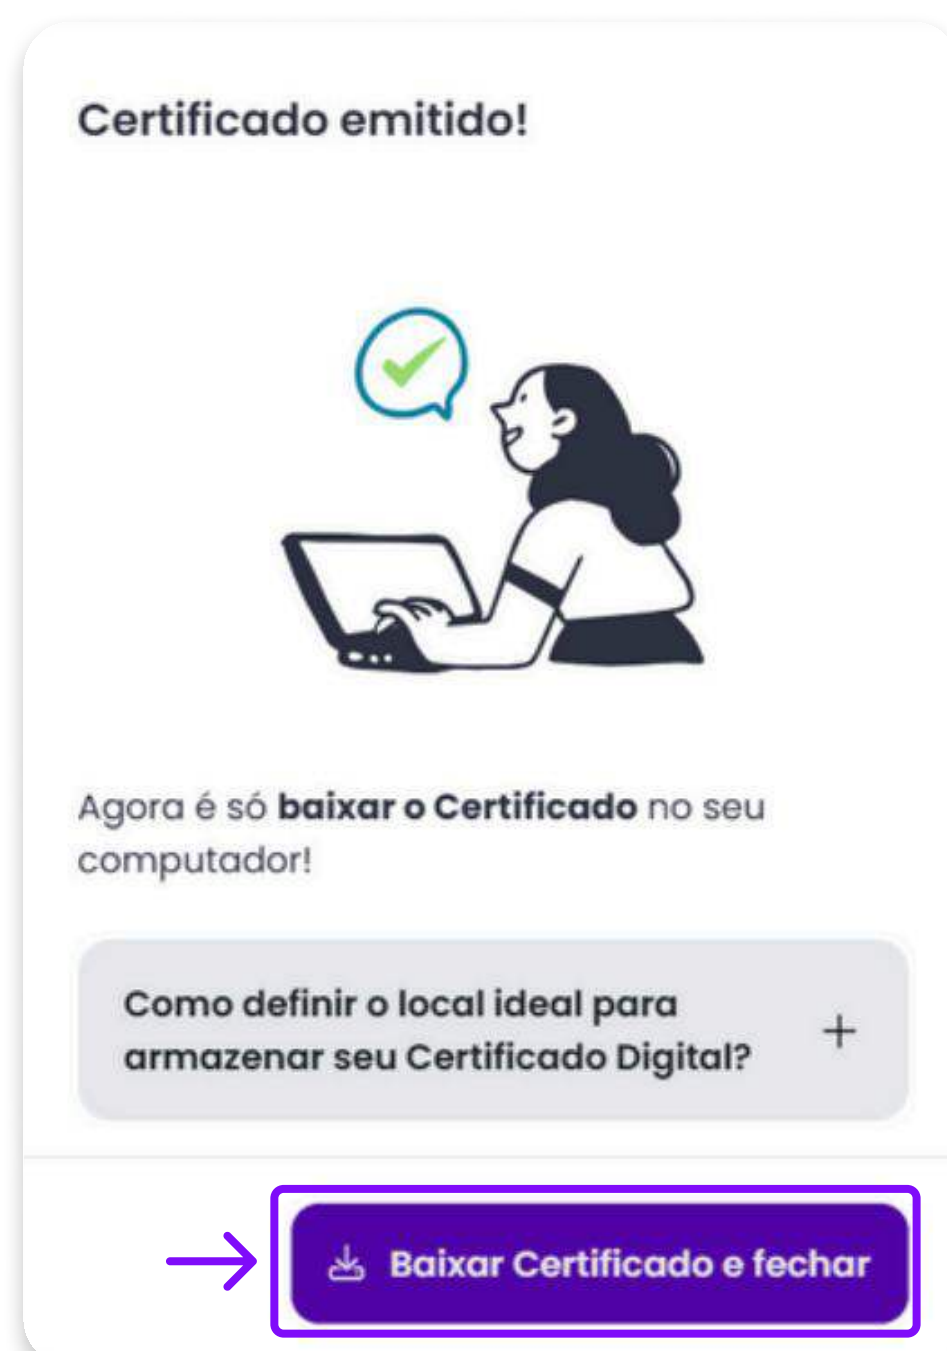 Certificado emitido!
Agora é só baixar o Certificado no seu
computador!
Como definir o local ideal para
armazenar seu Certificado Digital?
Baixar Certificado e fechar